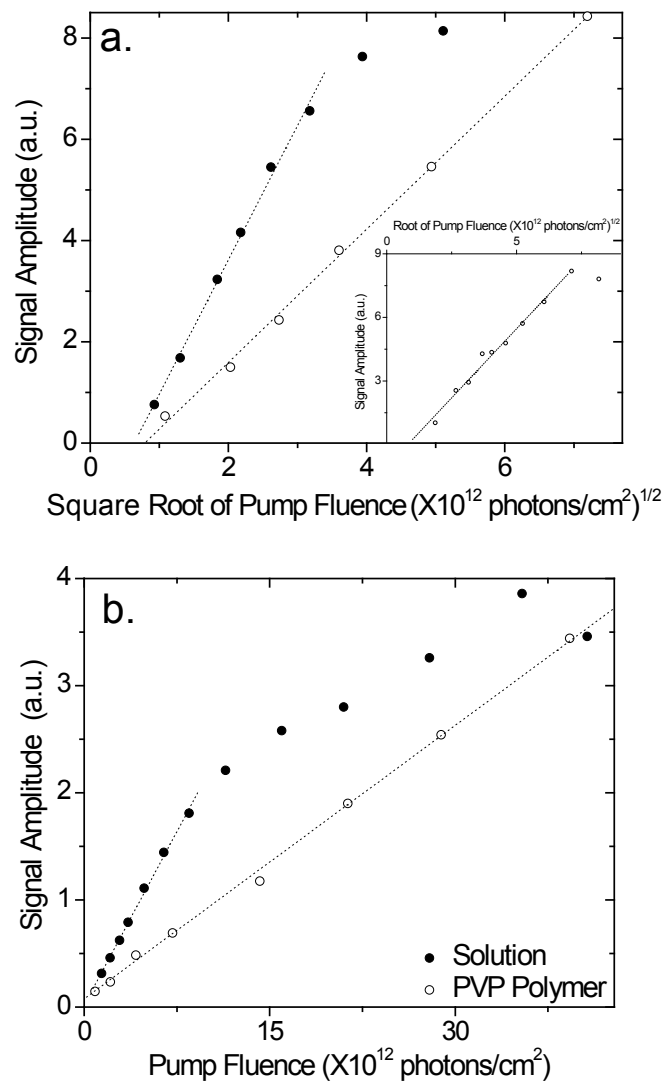 a.
8
6
4
2
0
Signal Amplitude (a.u.)
Root of Pump Fluence (X10¹² photons/cm²)¹/²
0 5
9
6
3
Signal Amplitude (a.u.)
0 2 4 6
Square Root of Pump Fluence (X10¹² photons/cm²)¹/²
b.
4
3
2
1
0
Signal Amplitude (a.u.)
Solution
PVP Polymer
0 15 30
Pump Fluence (X10¹² photons/cm²)